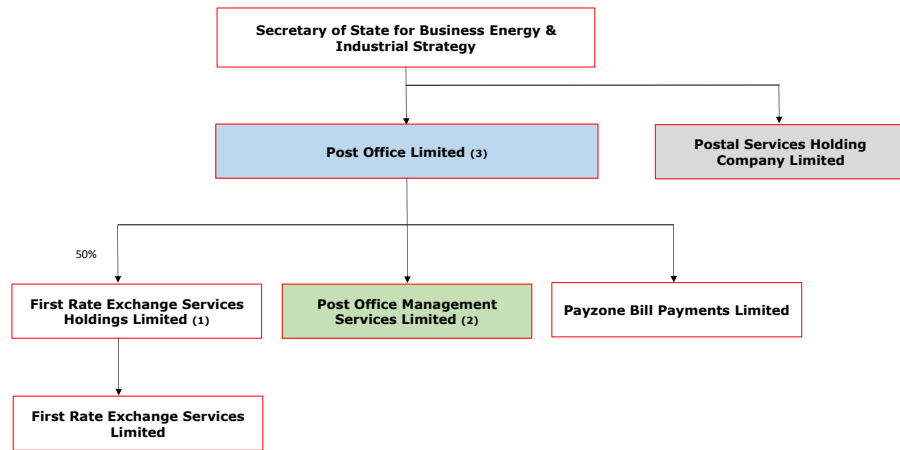 Secretary of State for Business Energy &
Industrial Strategy
Post Office Limited (3)
Postal Services Holding
Company Limited
50%
First Rate Exchange Services
Holdings Limited (1)
Post Office Management
Services Limited (2)
Payzone Bill Payments Limited
First Rate Exchange Services
Limited